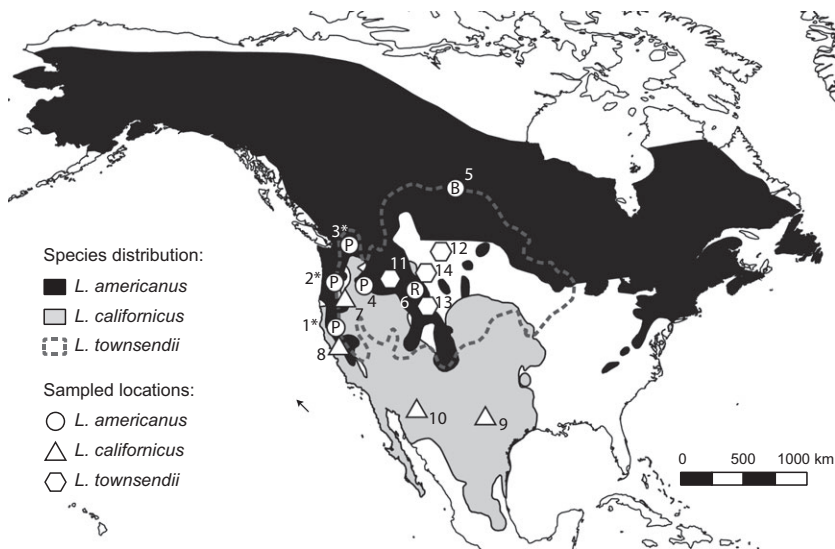 5
B
3*
P
12
11
14
2*
P
P
R
4
6
13
7
1*
P
8
10
9
Species distribution:
L. americanus
L. californicus
L. townsendii
Sampled locations:
L. americanus
L. californicus
L. townsendii
0 500 1000 km